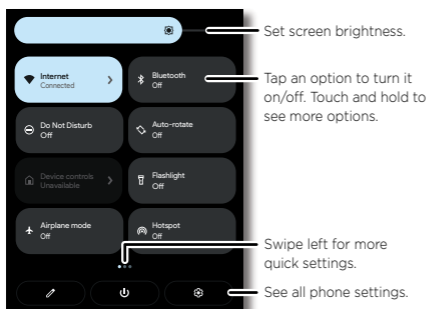 Set screen brightness.
Internet
Connected
Bluetooth
Off
Tap an option to turn it
on/off. Touch and hold to
see more options.
Do Not Disturb
Off
Auto-rotate
Off
Device controls
Unavailable
Flashlight
Off
Airplane mode
Off
Hotspot
Off
Swipe left for more
quick settings.
See all phone settings.